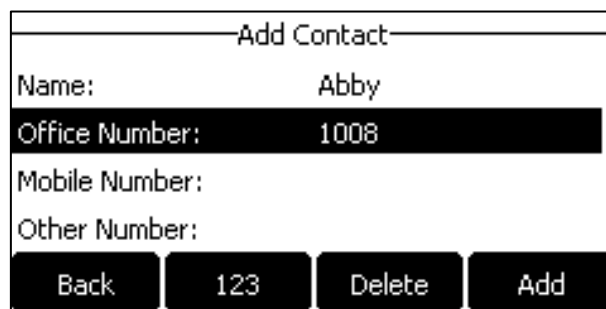 Add Contact
Name: Abby
Office Number: 1008
Mobile Number:
Other Number:
Back 123 Delete Add